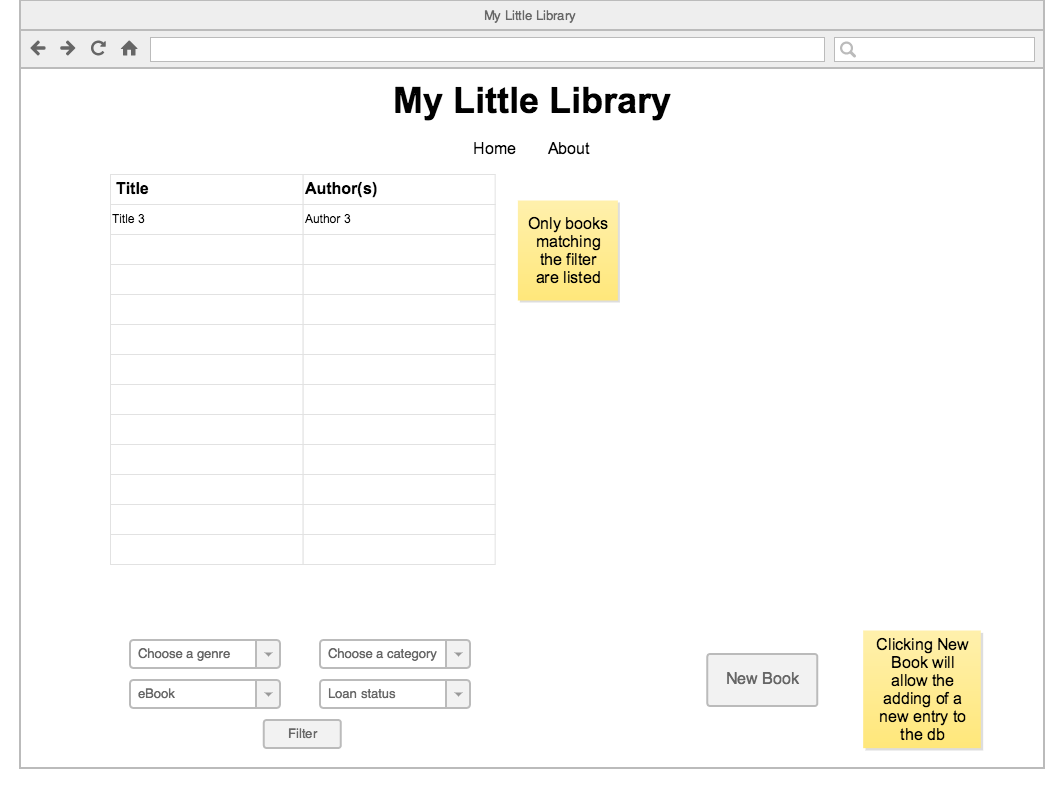 My Little Library
My Little Library
Home About
Title Author(s)
Title 3 Author 3
Only books
matching
the filter
are listed
Choose a genre Choose a category
eBook Loan status
Filter
New Book
Clicking New
Book will
allow the
adding of a
new entry to
the db